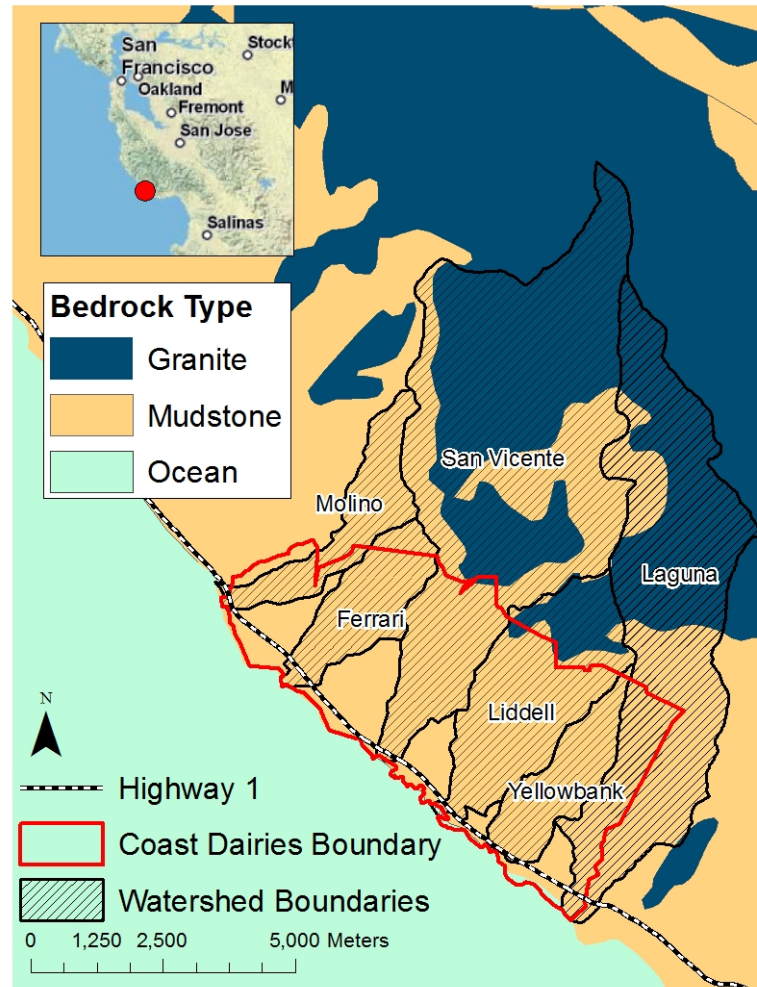 San
Francisco
Oakland
Stockt
M
Fremont
San Jose
Salinas
Bedrock Type
Granite
Mudstone
Ocean
San Vicente
Molino
Laguna
Ferrari
Liddell
Yellowbank
N
Highway 1
Coast Dairies Boundary
Watershed Boundaries
0 1,250 2,500 5,000 Meters